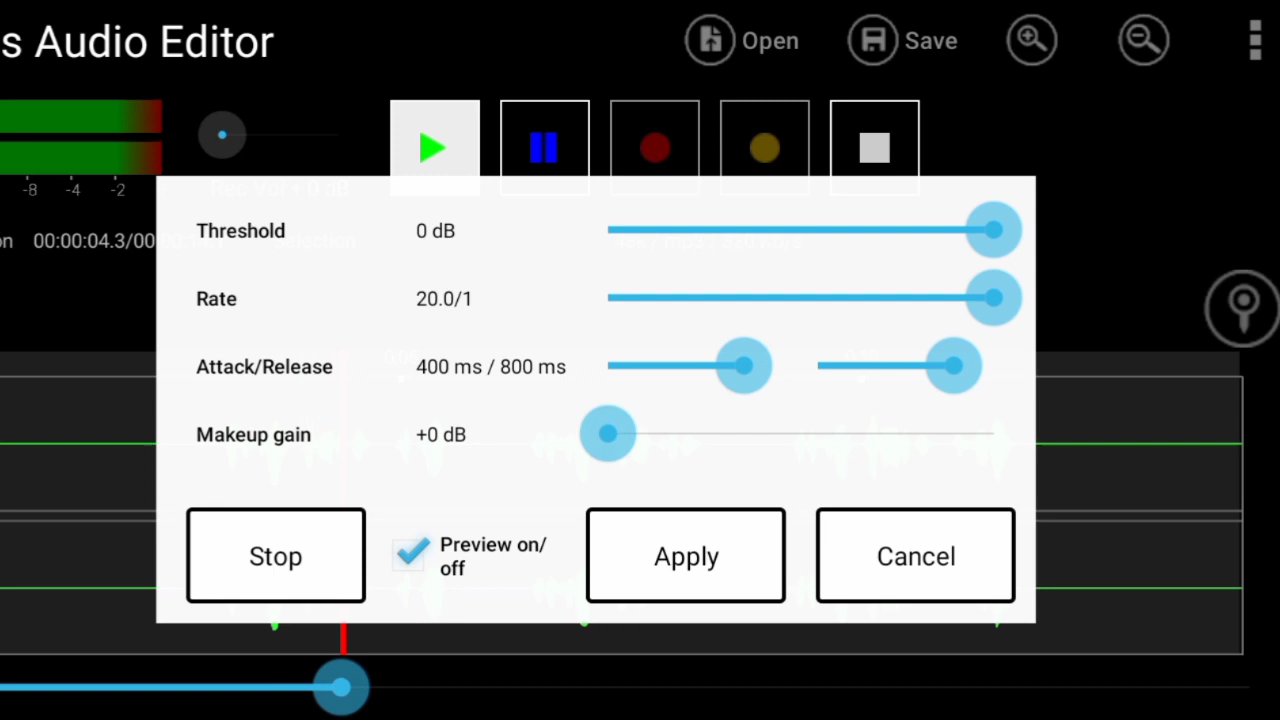 s Audio Editor
Open
Save
-8 -4 -2
n 00:00:04.3/00
Threshold 0 dB
Rate 20.0/1
Attack/Release 400 ms / 800 ms
Makeup gain +0 dB
Stop
Preview on/
off
Apply
Cancel